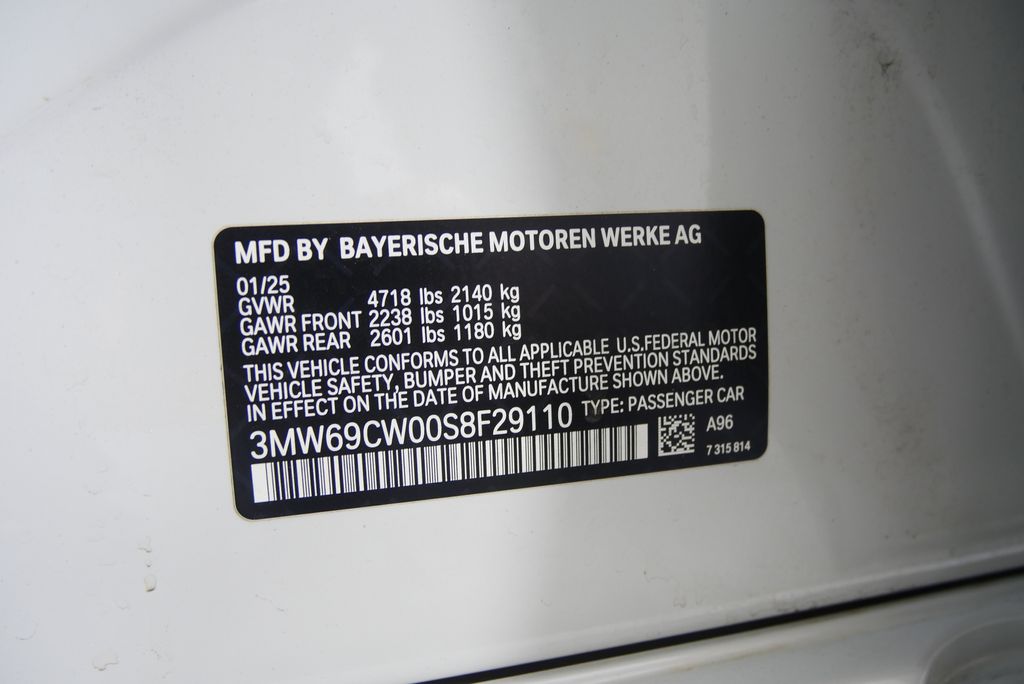 MFD BY BAYERISCHE MOTOREN WERKE AG
01/25
GVWR 4718 lbs 2140 kg
GAWR FRONT 2238 lbs 1015 kg
GAWR REAR 2601 lbs 1180 kg
THIS VEHICLE CONFORMS TO ALL APPLICABLE U.S.FEDERAL MOTOR
VEHICLE SAFETY, BUMPER AND THEFT PREVENTION STANDARDS
IN EFFECT ON THE DATE OF MANUFACTURE SHOWN ABOVE.
3MW69CW00S8F29110 TYPE: PASSENGER CAR
A96
7 315 814